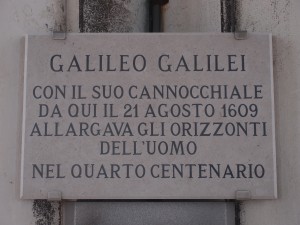 GALILEO GALILEI
CON IL SUO CANNOCCHIALE
DA QUI IL 21 AGOSTO 1609
ALLARGAVA GLI ORIZZONTI
DELL'UOMO
NEL QUARTO CENTENARIO